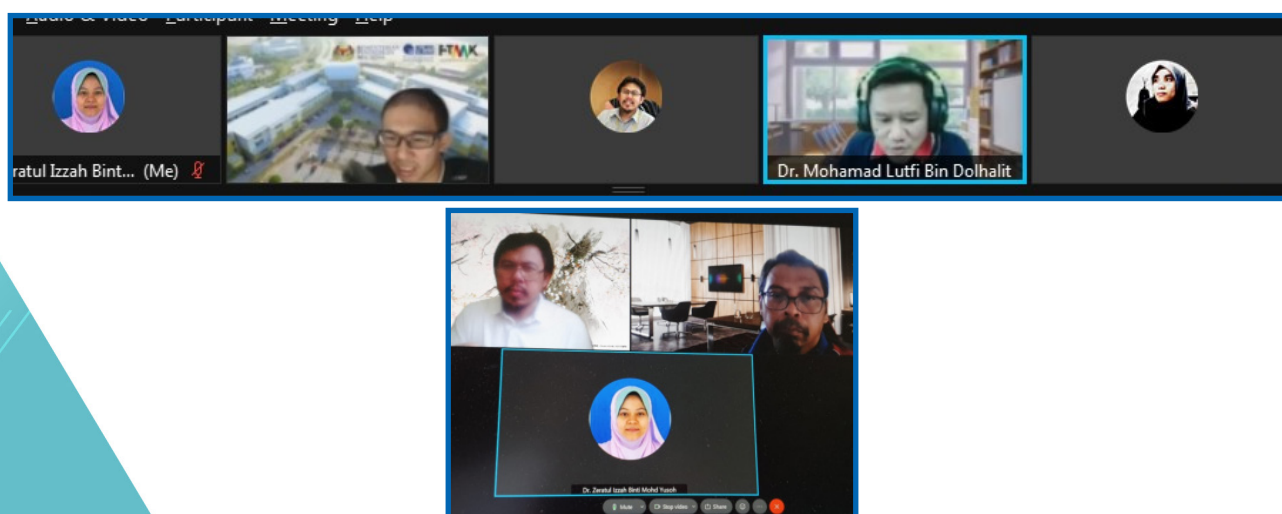 Audio & Video Participant Meeting Help
FTMK
ratul Izzah Bint... (Me)
Dr. Mohamad Lutfi Bin Dolhalit
Dr. Zeratul Izzah Binti Mohd Yusoh
Mute
Stop video
Share